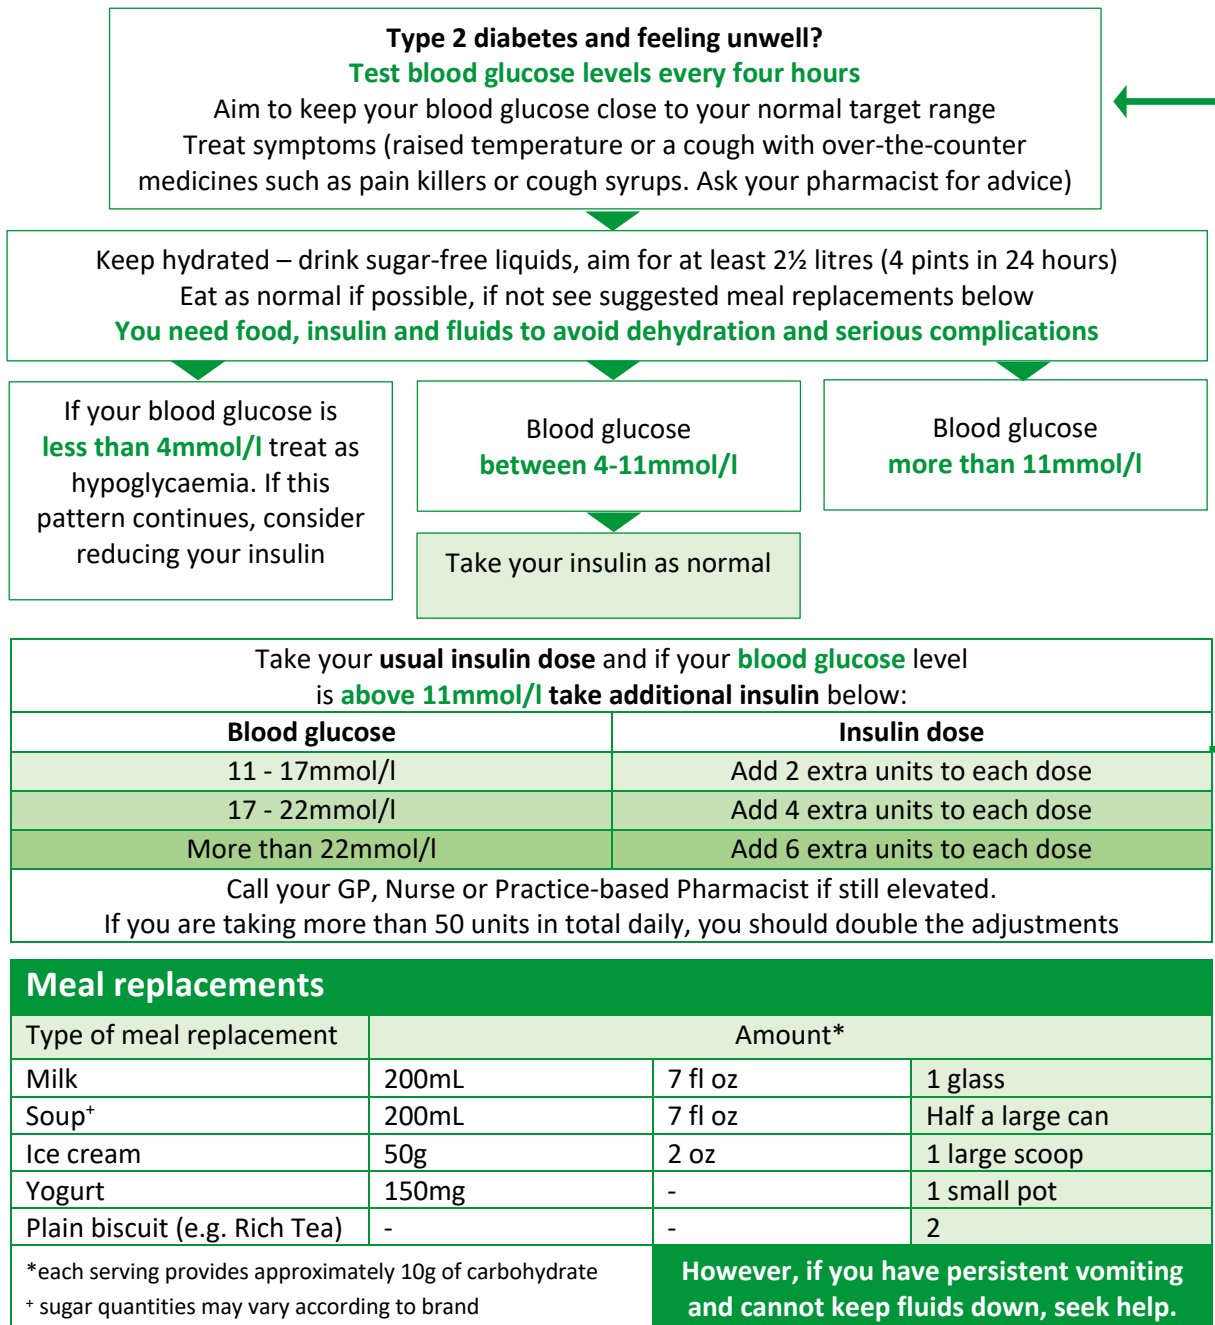 Type 2 diabetes and feeling unwell?
Test blood glucose levels every four hours
Aim to keep your blood glucose close to your normal target range
Treat symptoms (raised temperature or a cough with over-the-counter
medicines such as pain killers or cough syrups. Ask your pharmacist for advice)
Keep hydrated – drink sugar-free liquids, aim for at least 2½ litres (4 pints in 24 hours)
Eat as normal if possible, if not see suggested meal replacements below
You need food, insulin and fluids to avoid dehydration and serious complications
If your blood glucose is
less than 4mmol/l treat as
hypoglycaemia. If this
pattern continues, consider
reducing your insulin
Blood glucose
between 4-11mmol/l
Take your insulin as normal
Blood glucose
more than 11mmol/l
Take your usual insulin dose and if your blood glucose level
is above 11mmol/l take additional insulin below:
Blood glucose Insulin dose
11 - 17mmol/l Add 2 extra units to each dose
17 - 22mmol/l Add 4 extra units to each dose
More than 22mmol/l Add 6 extra units to each dose
Call your GP, Nurse or Practice-based Pharmacist if still elevated.
If you are taking more than 50 units in total daily, you should double the adjustments
Meal replacements
Type of meal replacement Amount*
Milk 200mL 7 fl oz 1 glass
Soup⁺ 200mL 7 fl oz Half a large can
Ice cream 50g 2 oz 1 large scoop
Yogurt 150mg - 1 small pot
Plain biscuit (e.g. Rich Tea) - - 2
*each serving provides approximately 10g of carbohydrate
⁺ sugar quantities may vary according to brand
However, if you have persistent vomiting
and cannot keep fluids down, seek help.